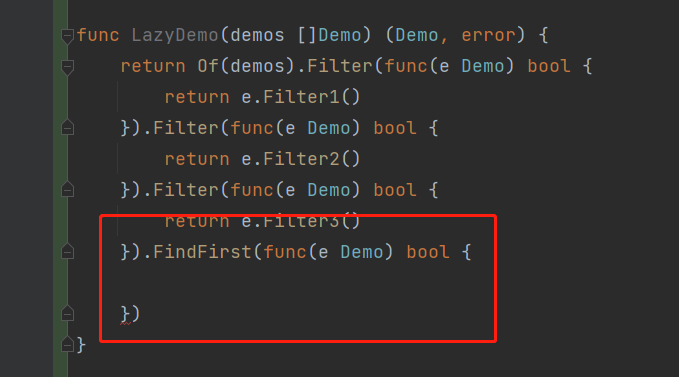 func LazyDemo(demos []Demo) (Demo, error) {
    return Of(demos).Filter(func(e Demo) bool {
        return e.Filter1()
    }).Filter(func(e Demo) bool {
        return e.Filter2()
    }).Filter(func(e Demo) bool {
        return e.Filter3()
    }).FindFirst(func(e Demo) bool {
    })
}